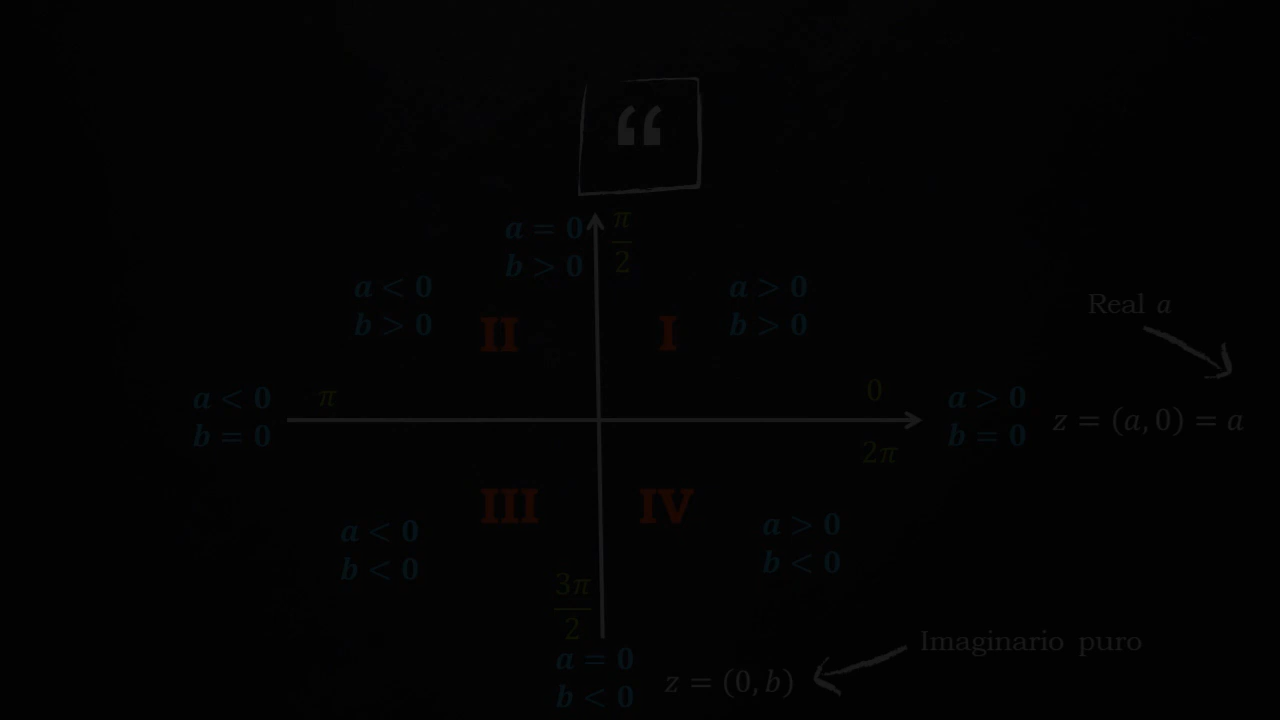 “
a = 0
b > 0
π/2
a < 0
b > 0
II
I
a > 0
b > 0
Real a
a < 0
b = 0
π
0
2π
a > 0
b = 0
z = (a, 0) = a
III
IV
a < 0
b < 0
a > 0
b < 0
3π/2
a = 0
b < 0
z = (0, b)
Imaginario puro